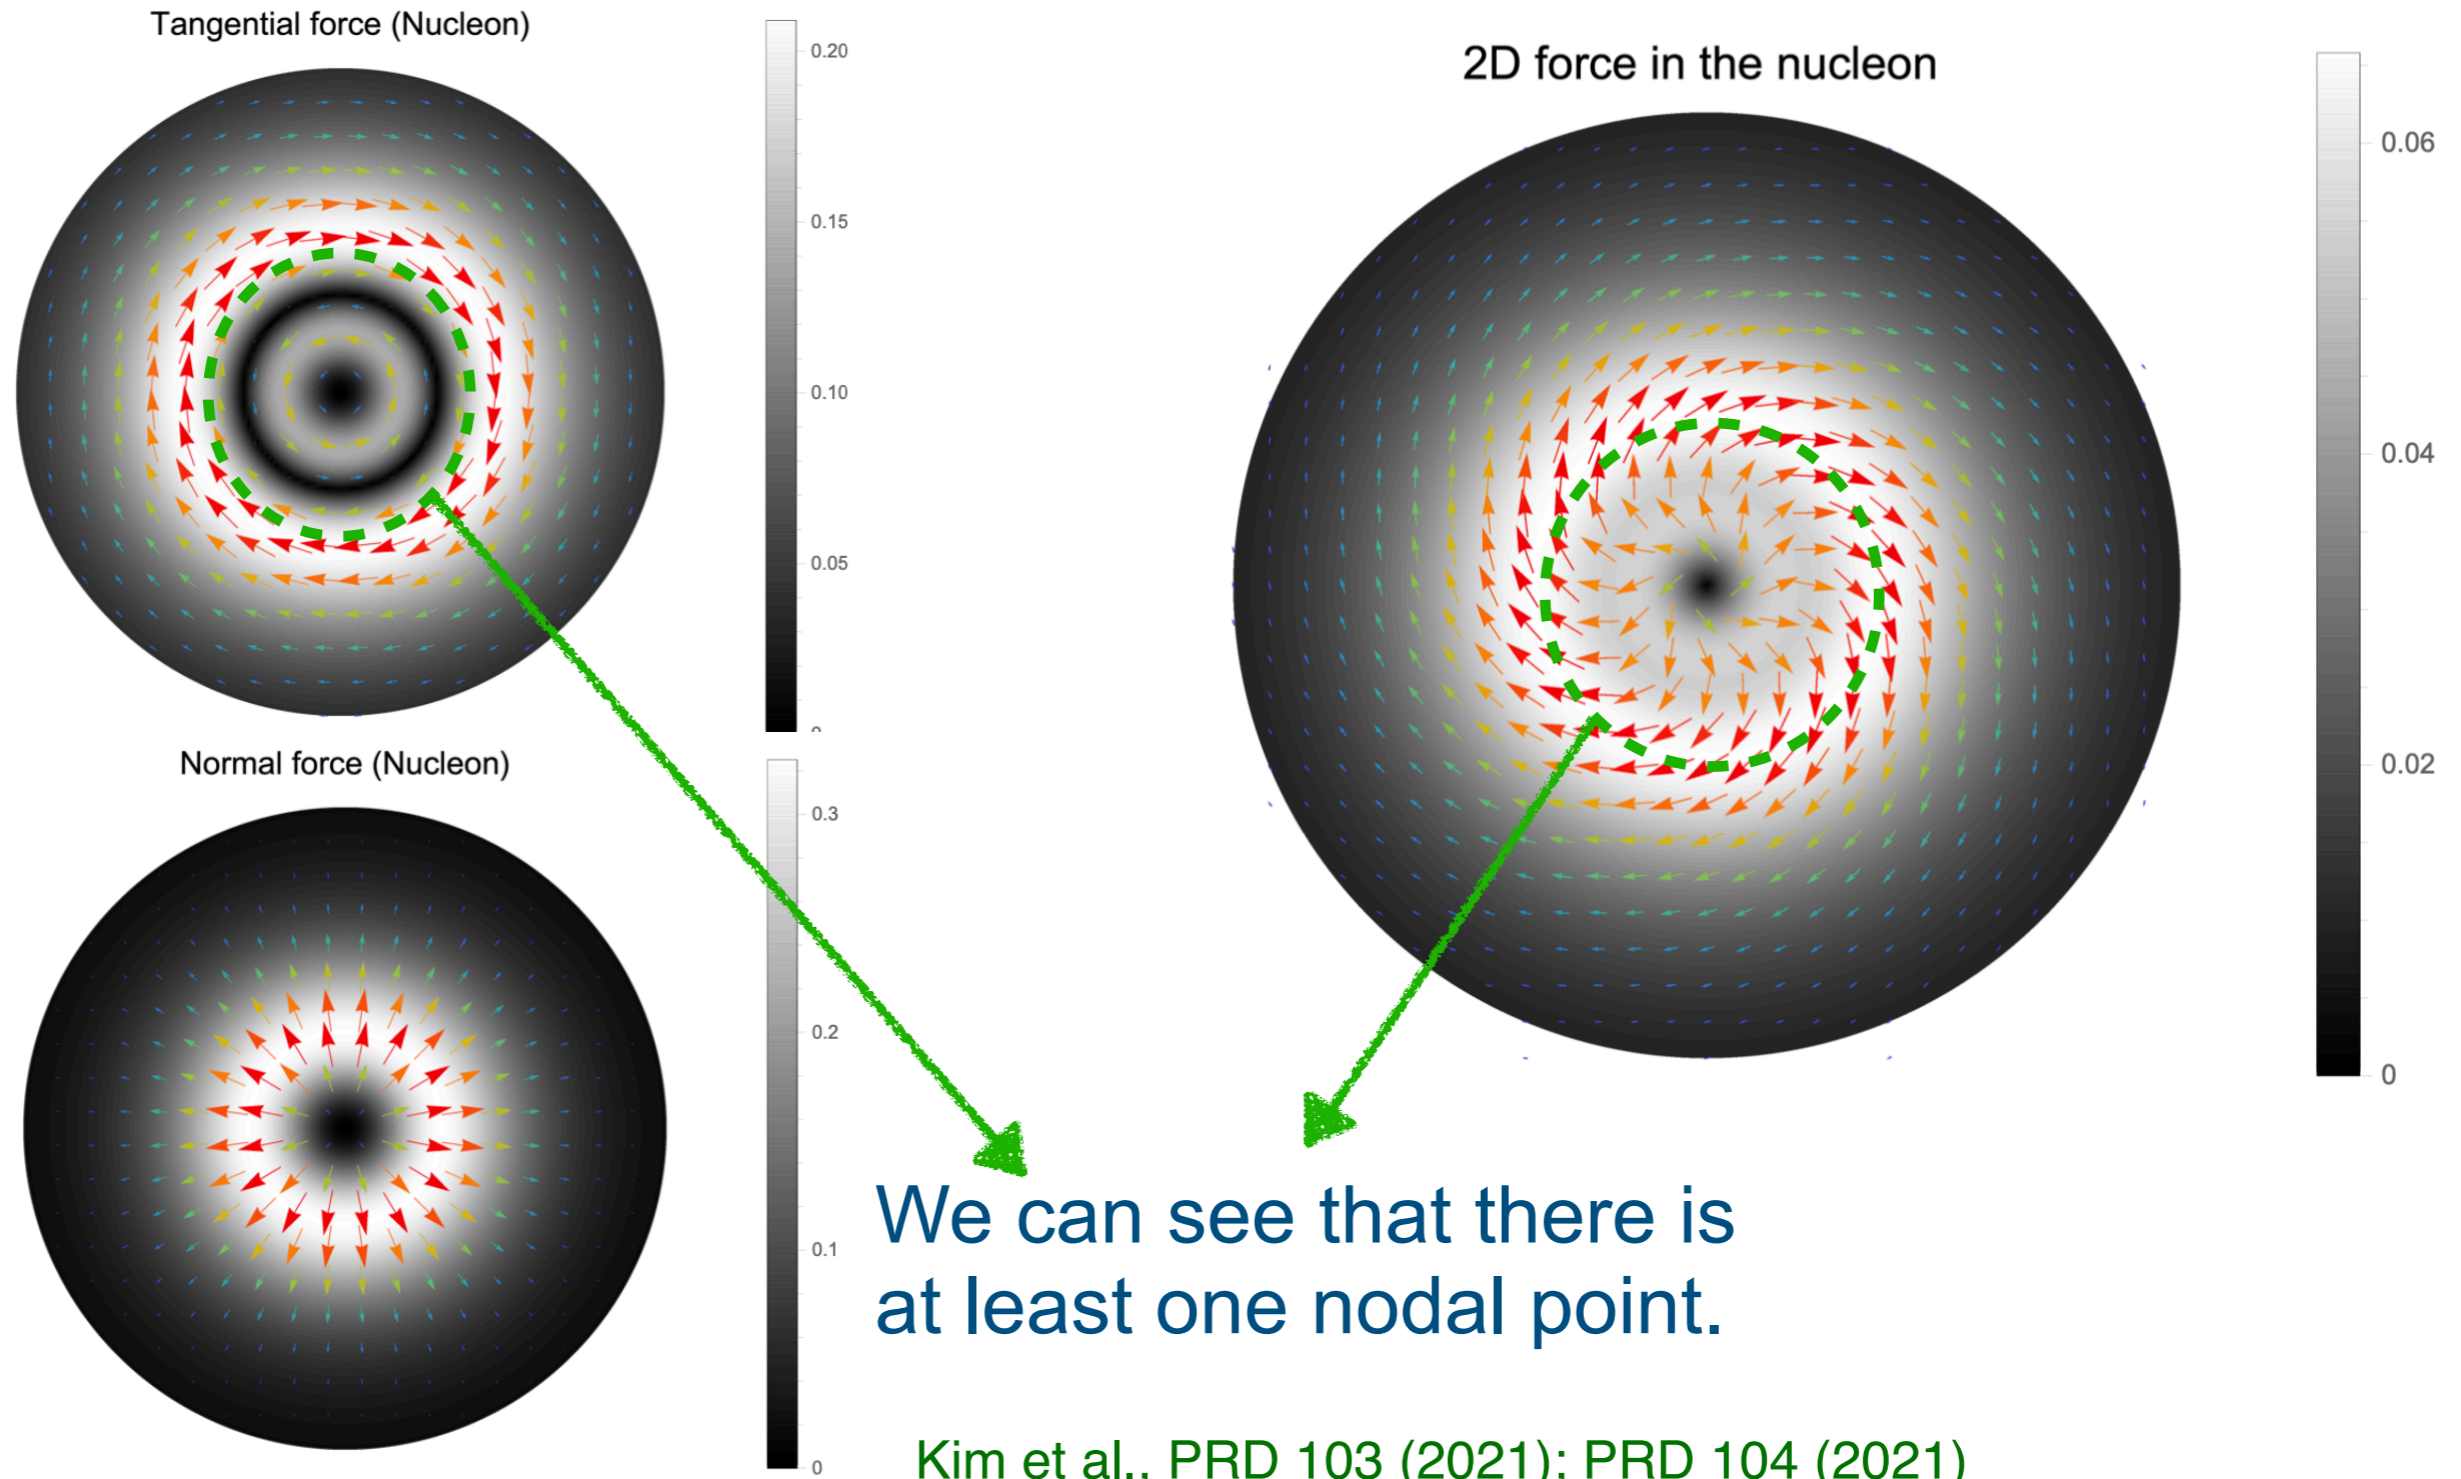 Tangential force (Nucleon)
0.20
0.15
0.10
0.05
2D force in the nucleon
0.06
0.04
0.02
0
Normal force (Nucleon)
0.3
0.2
0.1
0
We can see that there is
at least one nodal point.
Kim et al., PRD 103 (2021); PRD 104 (2021)